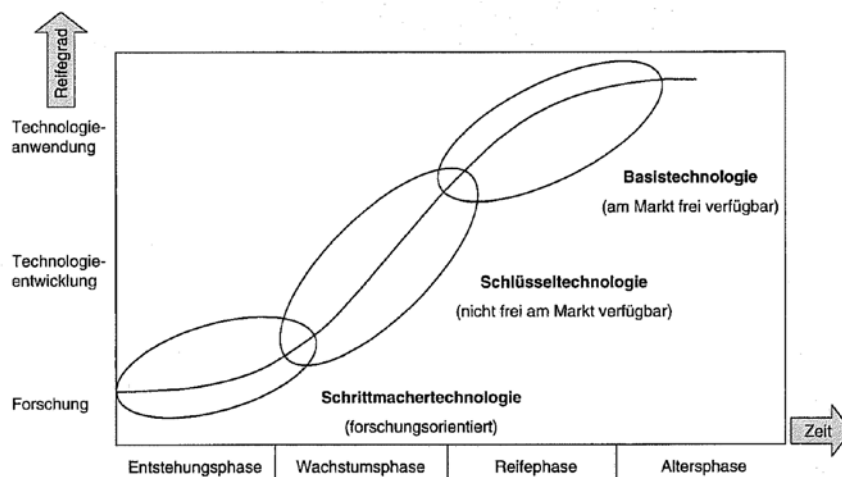 Reifegrad
Technologie-
anwendung
Basistechnologie
(am Markt frei verfügbar)
Technologie-
entwicklung
Schlüsseltechnologie
(nicht frei am Markt verfügbar)
Forschung
Schrittmachertechnologie
(forschungsorientiert)
Zeit
Entstehungsphase
Wachstumsphase
Reifephase
Altersphase